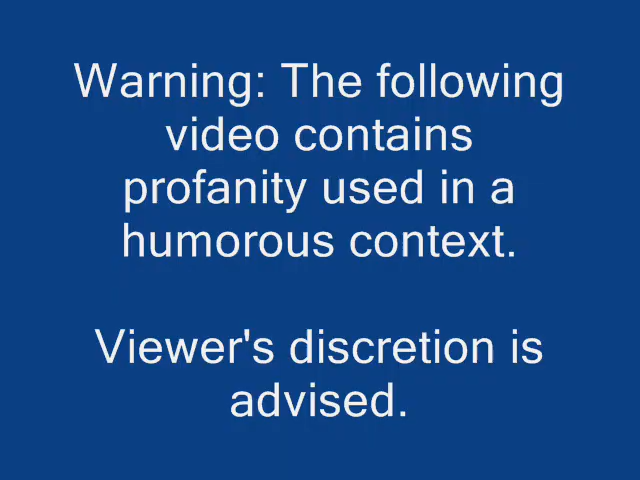 Warning: The following
video contains
profanity used in a
humorous context.
Viewer's discretion is
advised.